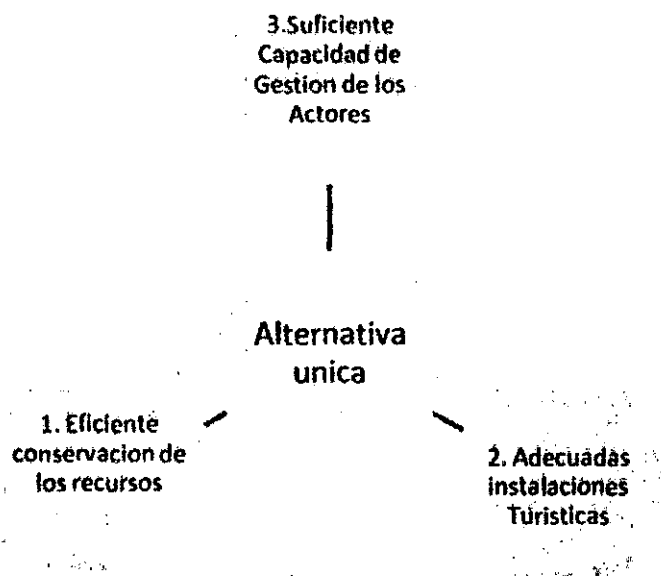 3.Suficiente
Capacidad de
Gestion de los
Actores
Alternativa
unica
1. Eficiente
conservacion de
los recursos
2. Adecuadas
Instalaciones
Turisticas